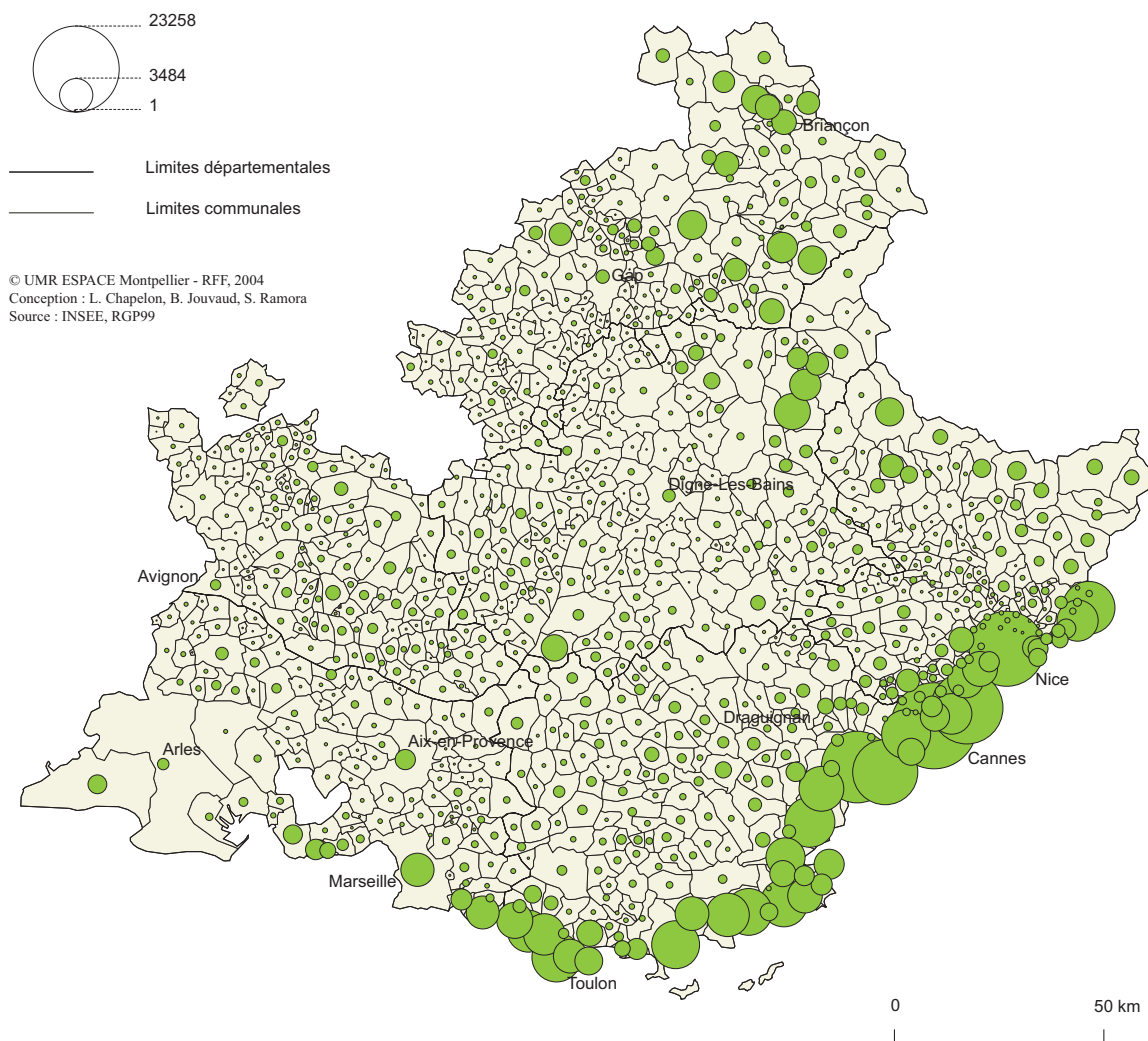 23258
3484
1
Limites départementales
Limites communales
© UMR ESPACE Montpellier - RFF, 2004
Conception : L. Chapelon, B. Jouvaud, S. Ramora
Source : INSEE, RGP99
Briançon
Gap
Digne-Les-Bains
Avignon
Nice
Draguignan
Aix-en-Provence
Arles
Cannes
Marseille
Toulon
0 50 km